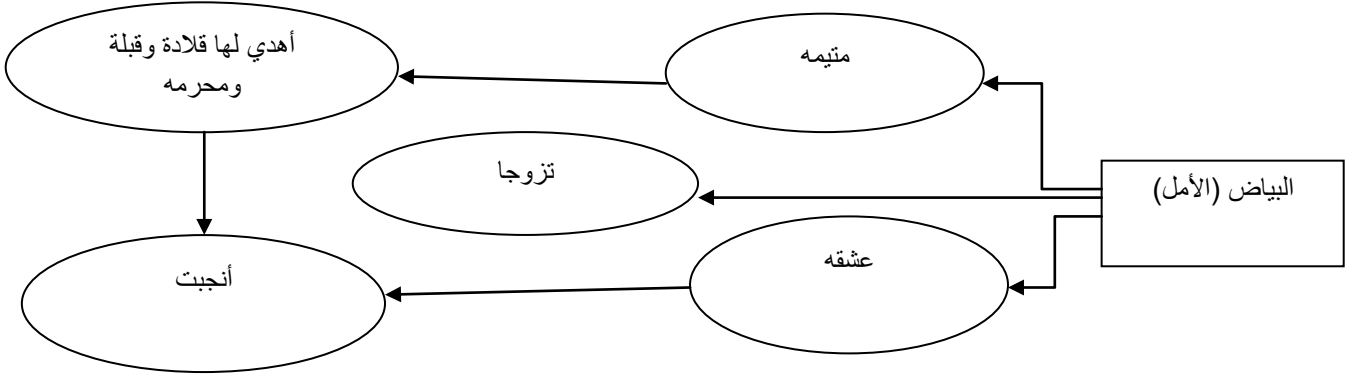 البياض (الأمل)
متيمه
أهدي لها قلادة وقبلة
ومحرمه
تزوجا
عشقه
أنجبت